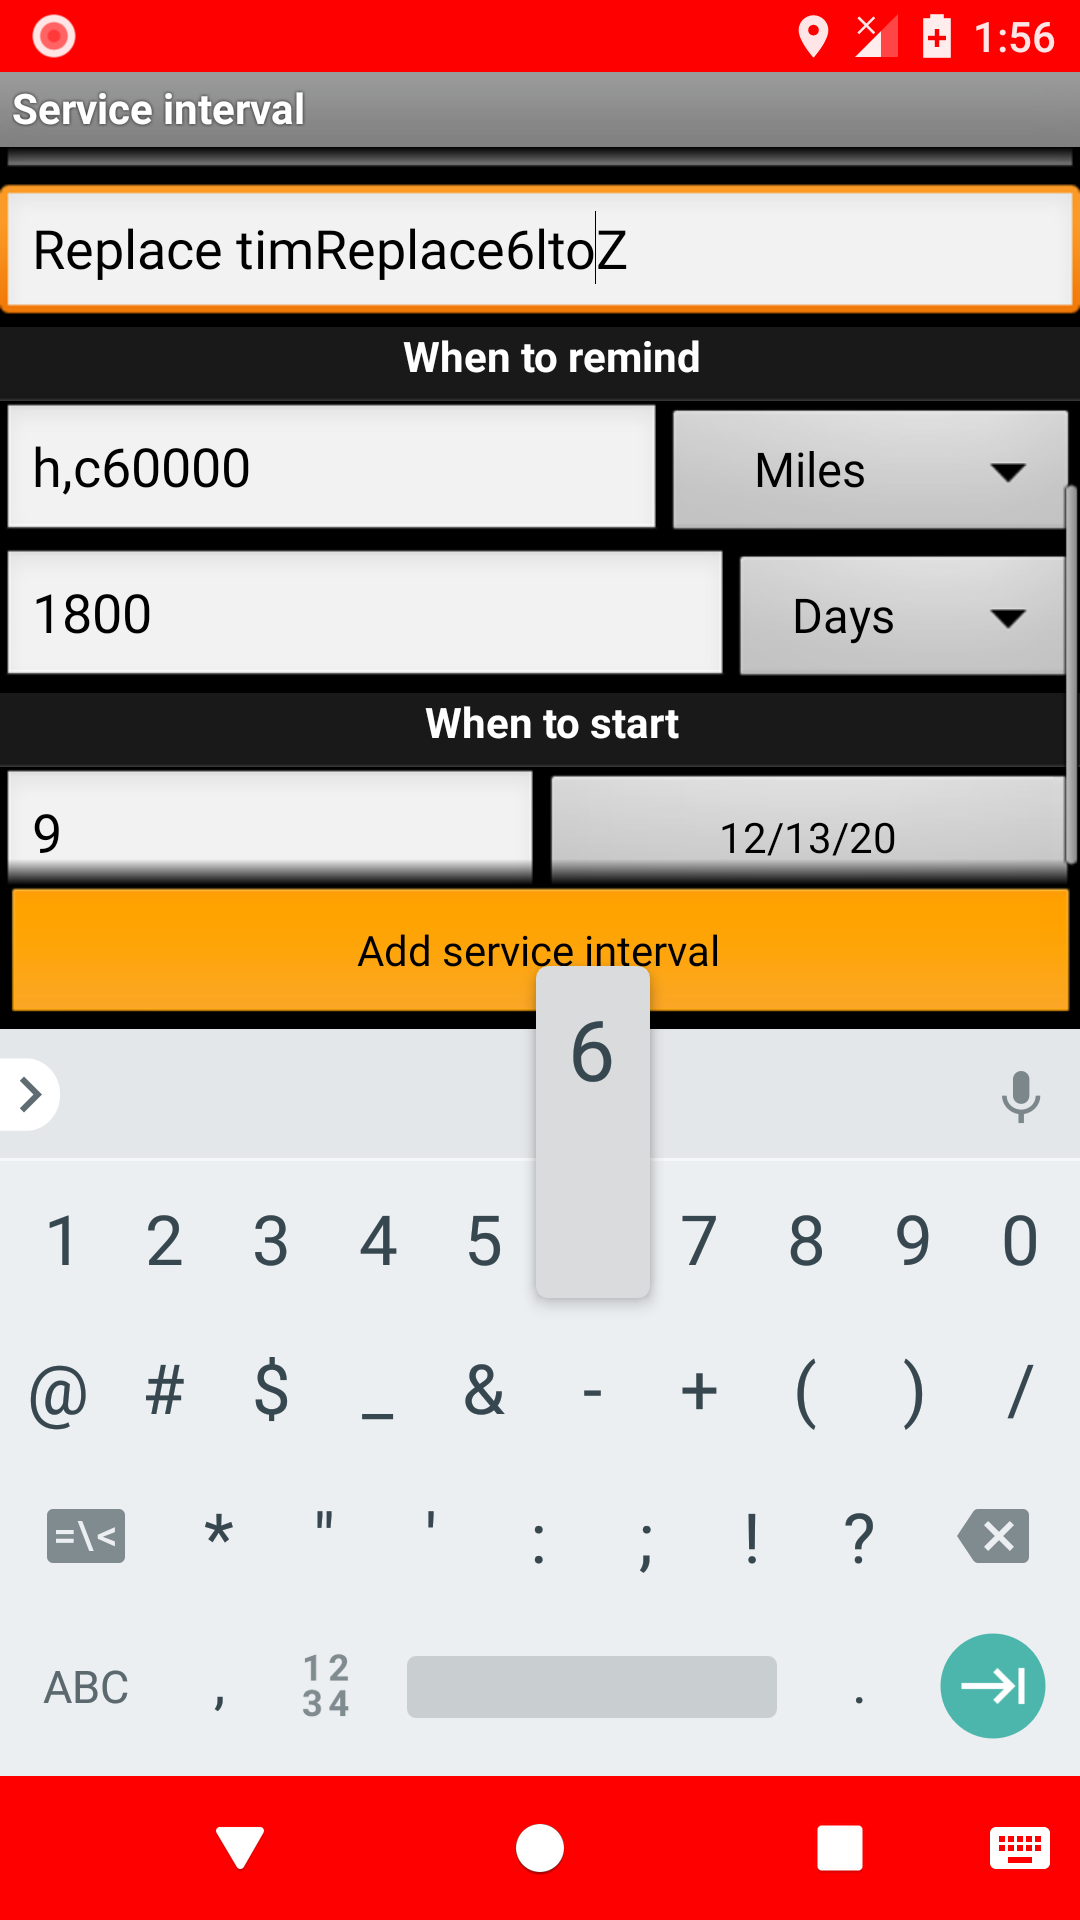 1:56
Service interval
Replace timReplace6ltoZ
When to remind
h,c60000 Miles
1800 Days
When to start
9 12/13/20
Add service interval
6
1 2 3 4 5 7 8 9 0
@ # $ _ & - + ( ) /
=\< * " ' : ; ! ?
ABC , 12 34 .